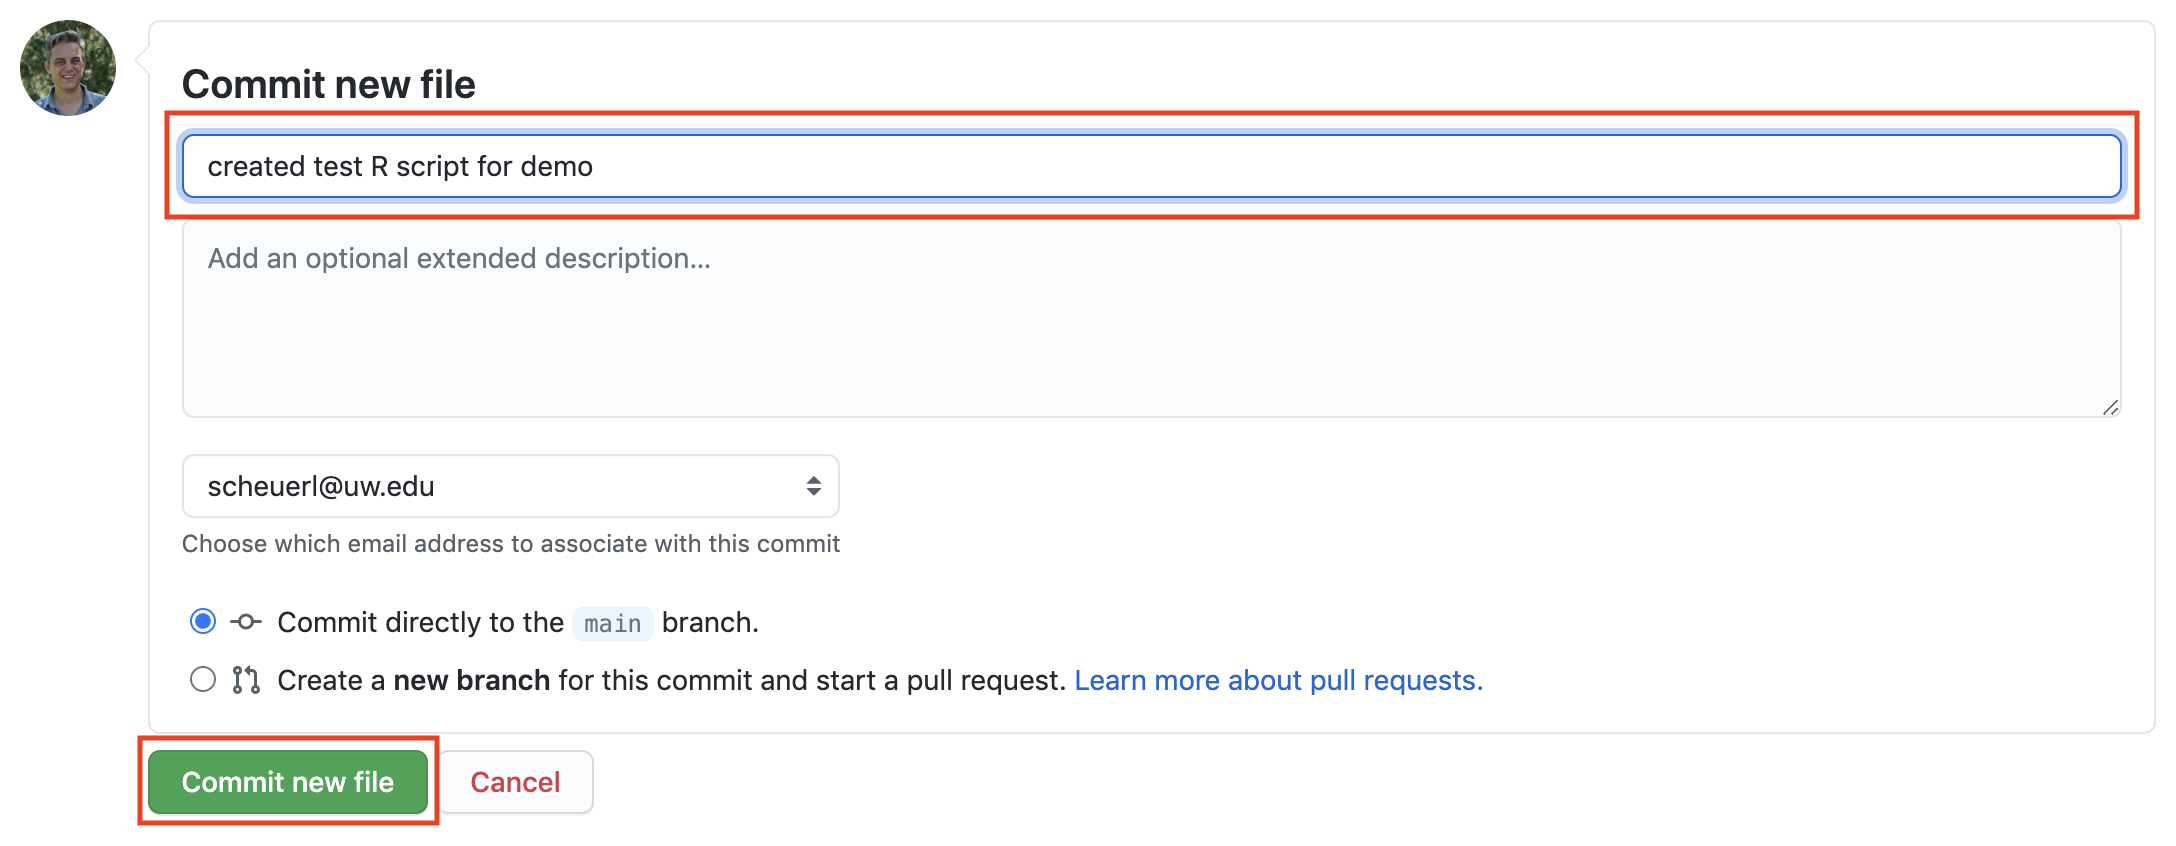 Commit new file
created test R script for demo
Add an optional extended description...
scheuerl@uw.edu
Choose which email address to associate with this commit
Commit directly to the main branch.
Create a new branch for this commit and start a pull request. Learn more about pull requests.
Commit new file Cancel